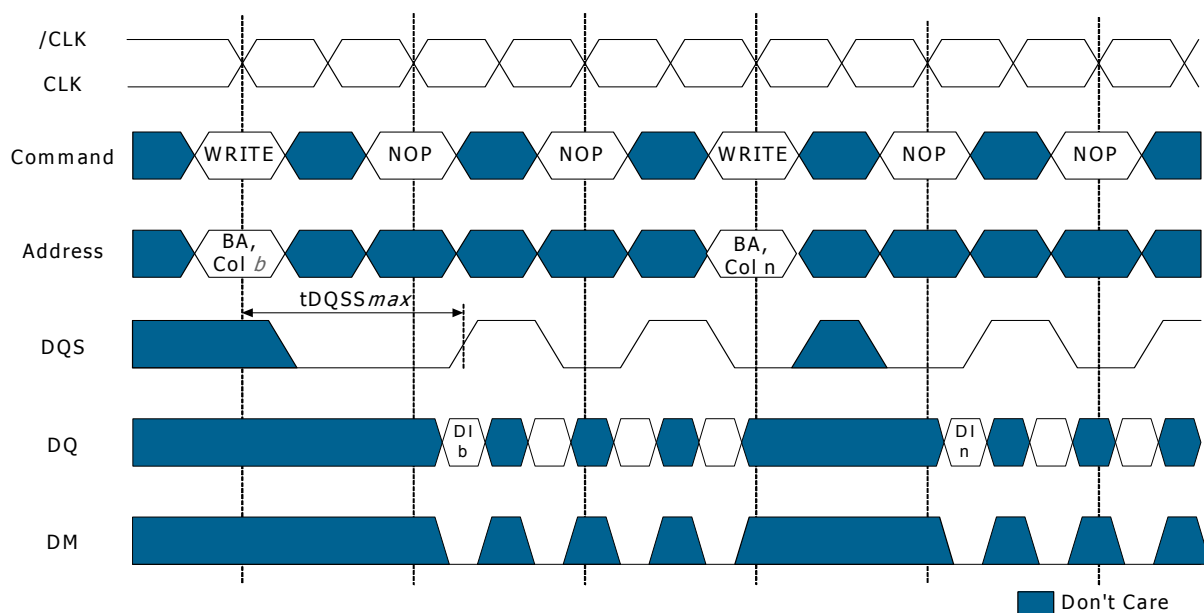 /CLK
CLK
Command
WRITE
NOP
NOP
WRITE
NOP
NOP
Address
BA,
Col b
BA,
Col n
tDQSSmax
DQS
DQ
DI
b
DI
n
DM
Don't Care